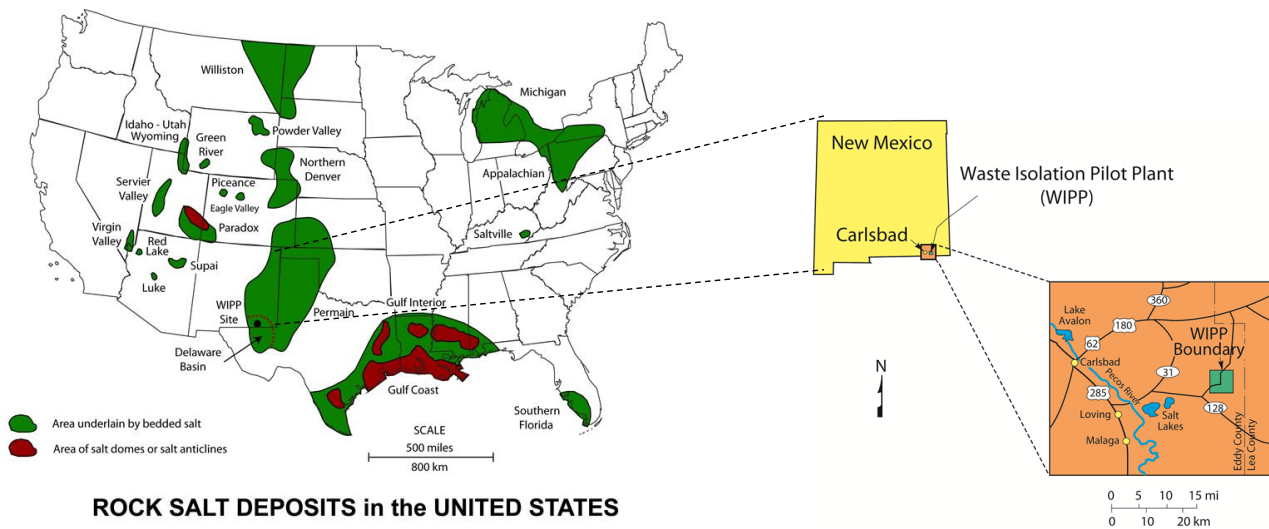 Williston
Michigan
Idaho - Utah
Wyoming
Green
River
Powder Valley
Northern
Denver
Appalachian
Servier
Valley
Piceance
Eagle Valley
Paradox
Saltville
Virgin
Valley
Red
Lake
Supai
Luke
WIPP
Site
Permain
Gulf Interior
Delaware
Basin
Gulf Coast
Southern
Florida
Area underlain by bedded salt
Area of salt domes or salt anticlines
SCALE
500 miles
800 km
ROCK SALT DEPOSITS in the UNITED STATES
New Mexico
Waste Isolation Pilot Plant
(WIPP)
Carlsbad
N
360
Lake
Avalon
180
62
WIPP
Boundary
Carlsbad
31
Pecos River
285
128
Loving
Salt
Lakes
Malaga
Eddy County
Lea County
0 5 10 15 mi
0 10 20 km